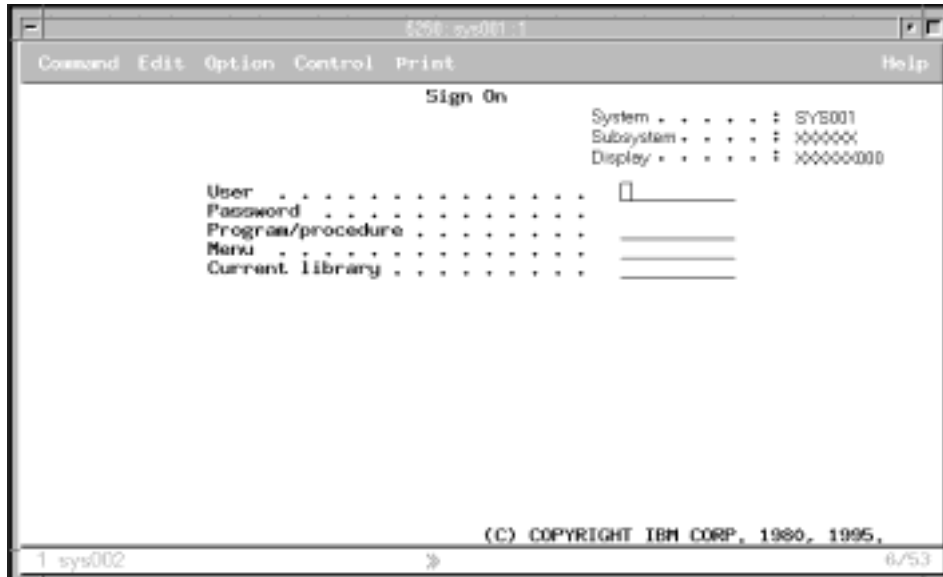 5250: sys001:1
Command Edit Option Control Print Help
Sign On
System . . . . . : SYS001
Subsystem . . . . : XXXXXX
Display . . . . . : XXXXXX000
User . . . . . . . . . . . . . .
Password . . . . . . . . . . . .
Program/procedure . . . . . . . .
Menu . . . . . . . . . . . . . .
Current library . . . . . . . . .
(C) COPYRIGHT IBM CORP. 1980, 1995.
1 sys002 6/53